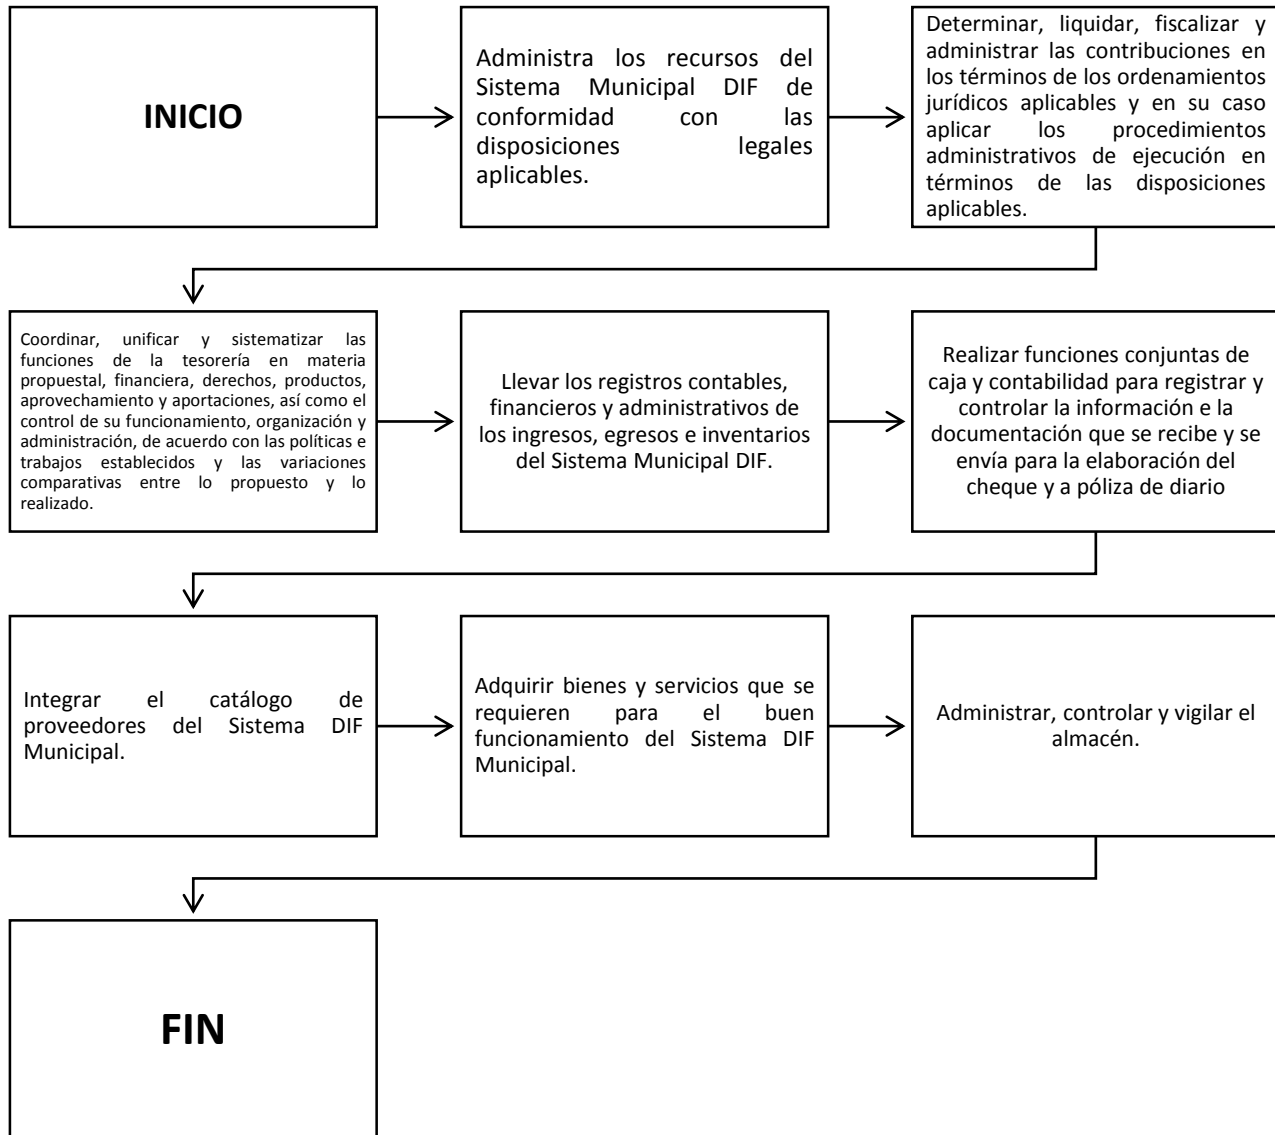 INICIO
Administra los recursos del
Sistema Municipal DIF de
conformidad con las
disposiciones legales
aplicables.
Determinar, liquidar, fiscalizar y
administrar las contribuciones en
los términos de los ordenamientos
jurídicos aplicables y en su caso
aplicar los procedimientos
administrativos de ejecución en
términos de las disposiciones
aplicables.
Coordinar, unificar y sistematizar las
funciones de la tesorería en materia
propuestal, financiera, derechos, productos,
aprovechamiento y aportaciones, así como el
control de su funcionamiento, organización y
administración, de acuerdo con las políticas e
trabajos establecidos y las variaciones
comparativas entre lo propuesto y lo
realizado.
Llevar los registros contables,
financieros y administrativos de
los ingresos, egresos e inventarios
del Sistema Municipal DIF.
Realizar funciones conjuntas de
caja y contabilidad para registrar y
controlar la información e la
documentación que se recibe y se
envía para la elaboración del
cheque y a póliza de diario
Integrar el catálogo de
proveedores del Sistema DIF
Municipal.
Adquirir bienes y servicios que se
requieren para el buen
funcionamiento del Sistema DIF
Municipal.
Administrar, controlar y vigilar el
almacén.
FIN